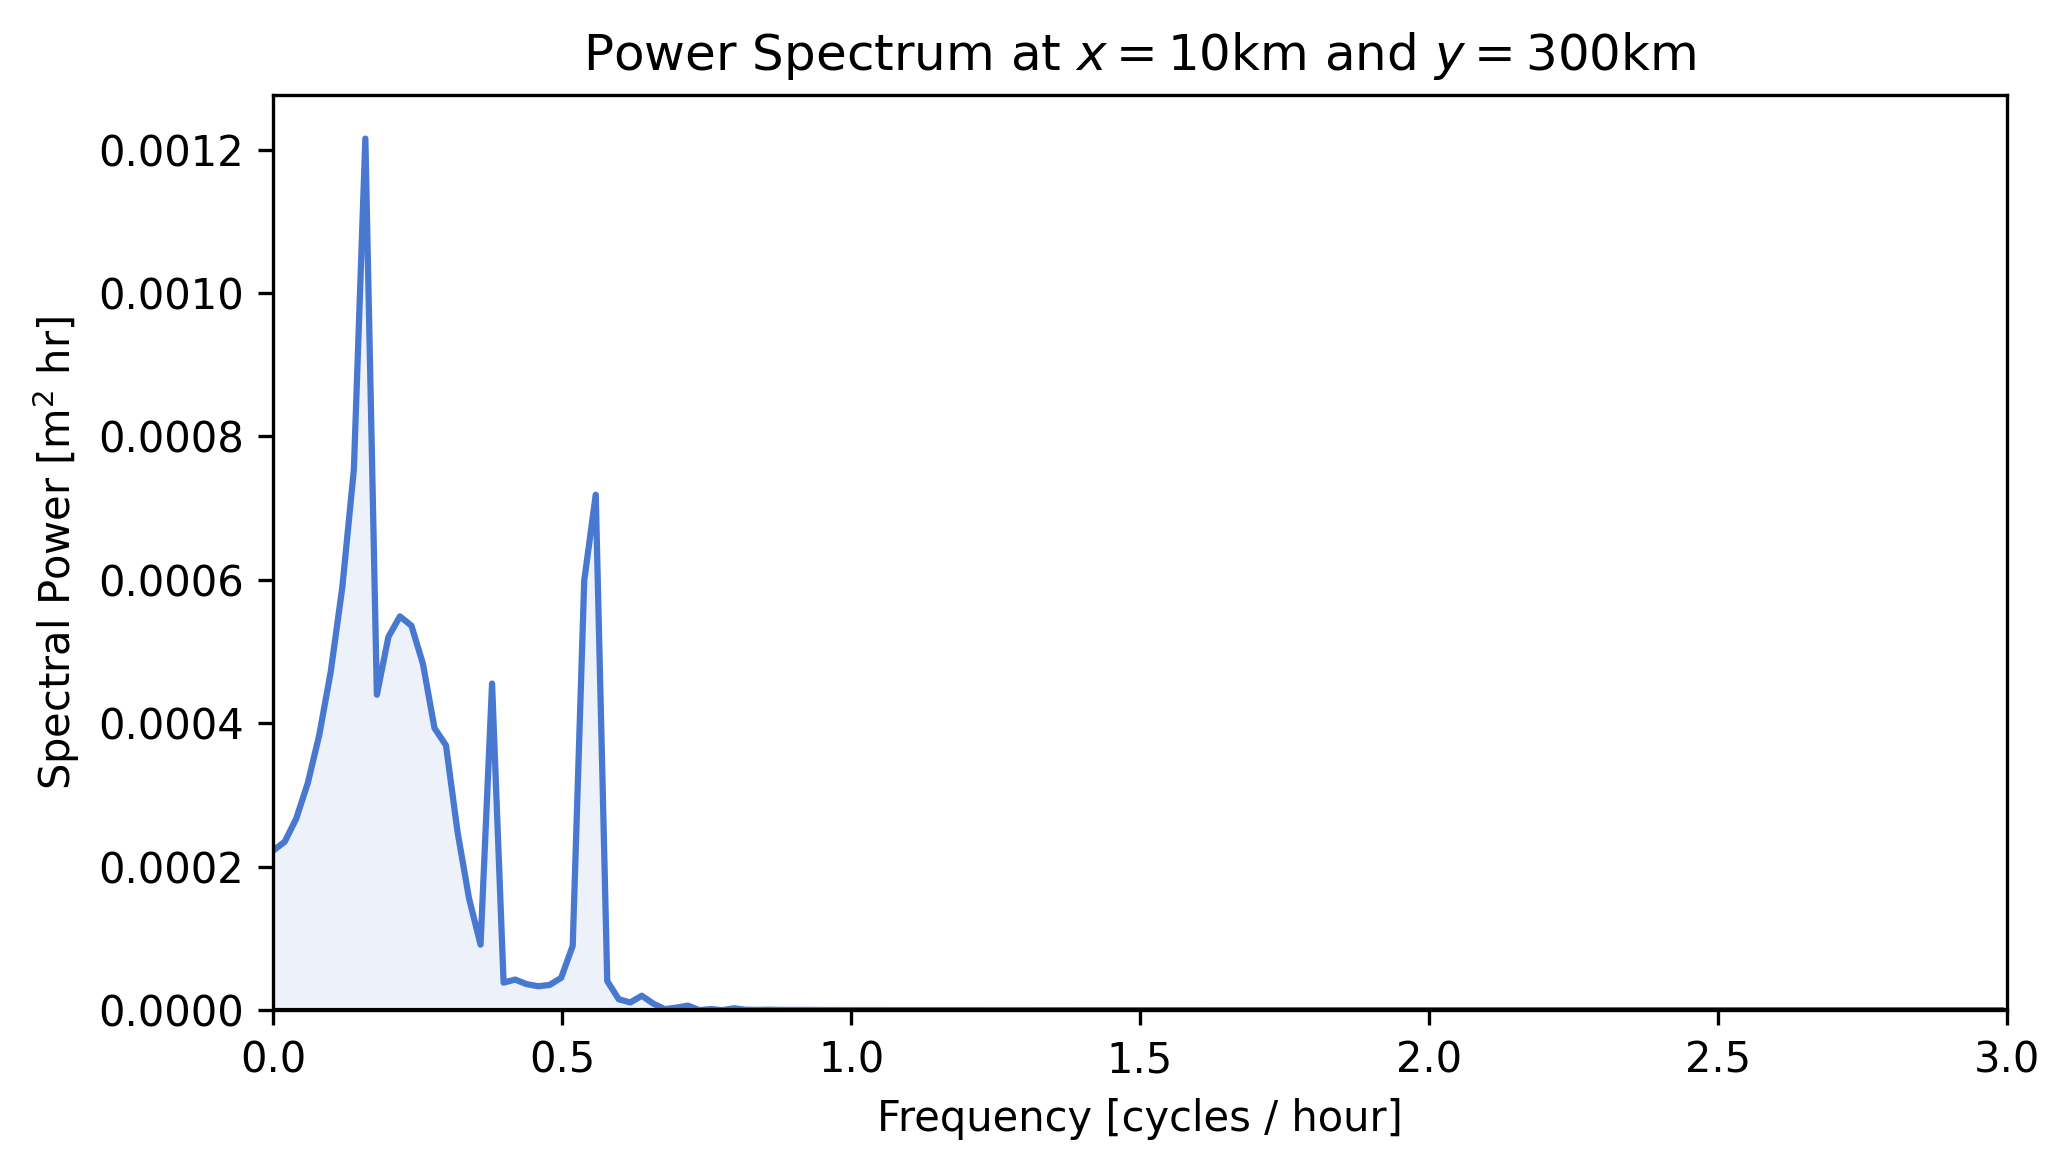 Power Spectrum at x = 10km and y = 300km
Spectral Power [m² hr]
0.0012
0.0010
0.0008
0.0006
0.0004
0.0002
0.0000
0.0 0.5 1.0 1.5 2.0 2.5 3.0
Frequency [cycles / hour]